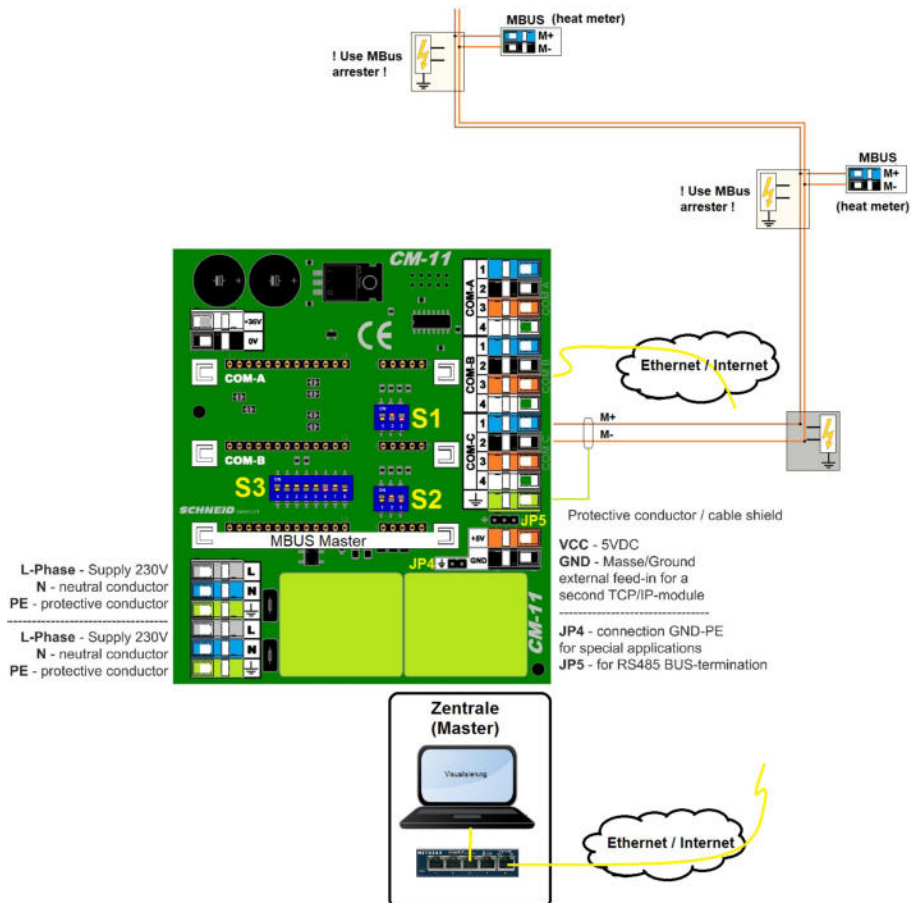 MBUS (heat meter)
M+
M-
! Use MBus
arrester !
MBUS
M+
M-
(heat meter)
! Use MBus
arrester !
CM-11
+36V
0V
COM-A
COM-B
S1
S2
S3
SCHNEID
MBUS Master
COM-A
1
2
3
4
COM-B
1
2
3
4
COM-C
1
2
3
4
COM A
COM B
COM C
JP5
+5V
GND
JP4
CM-11
L
N
L
N
Ethernet / Internet
M+
M-
Protective conductor / cable shield
VCC - 5VDC
GND - Masse/Ground
external feed-in for a
second TCP/IP-module
JP4 - connection GND-PE
for special applications
JP5 - for RS485 BUS-termination
L-Phase - Supply 230V
N - neutral conductor
PE - protective conductor
L-Phase - Supply 230V
N - neutral conductor
PE - protective conductor
Zentrale
(Master)
Visualisierung
NETGEAR
Ethernet / Internet